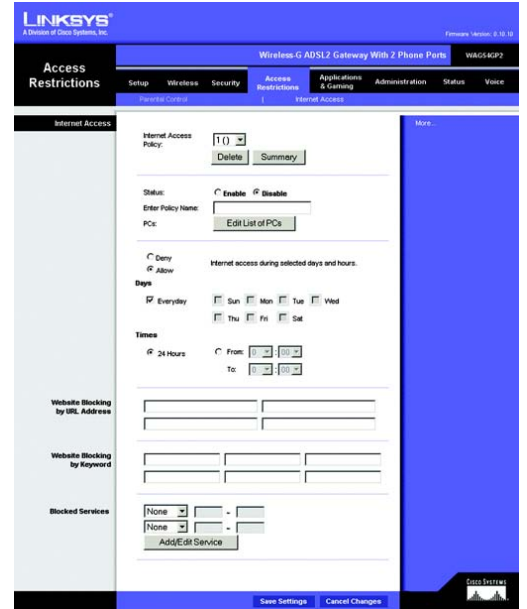 LINKSYS®
A Division of Cisco Systems, Inc.
Firmware Version: 0.10.10
Wireless-G ADSL2 Gateway With 2 Phone Ports WAG54GP2
Access Restrictions
Setup Wireless Security Access Restrictions Applications & Gaming Administration Status Voice
Parental Control | Internet Access
Internet Access
More...
Internet Access Policy: 1 ()
Delete Summary
Status: Enable Disable
Enter Policy Name:
PCs: Edit List of PCs
Deny
Allow
Internet access during selected days and hours.
Days
Everyday Sun Mon Tue Wed
Thu Fri Sat
Times
24 Hours From: 0 : 00
To: 0 : 00
Website Blocking by URL Address
Website Blocking by Keyword
Blocked Services
None -
None -
Add/Edit Service
Save Settings Cancel Changes
CISCO SYSTEMS